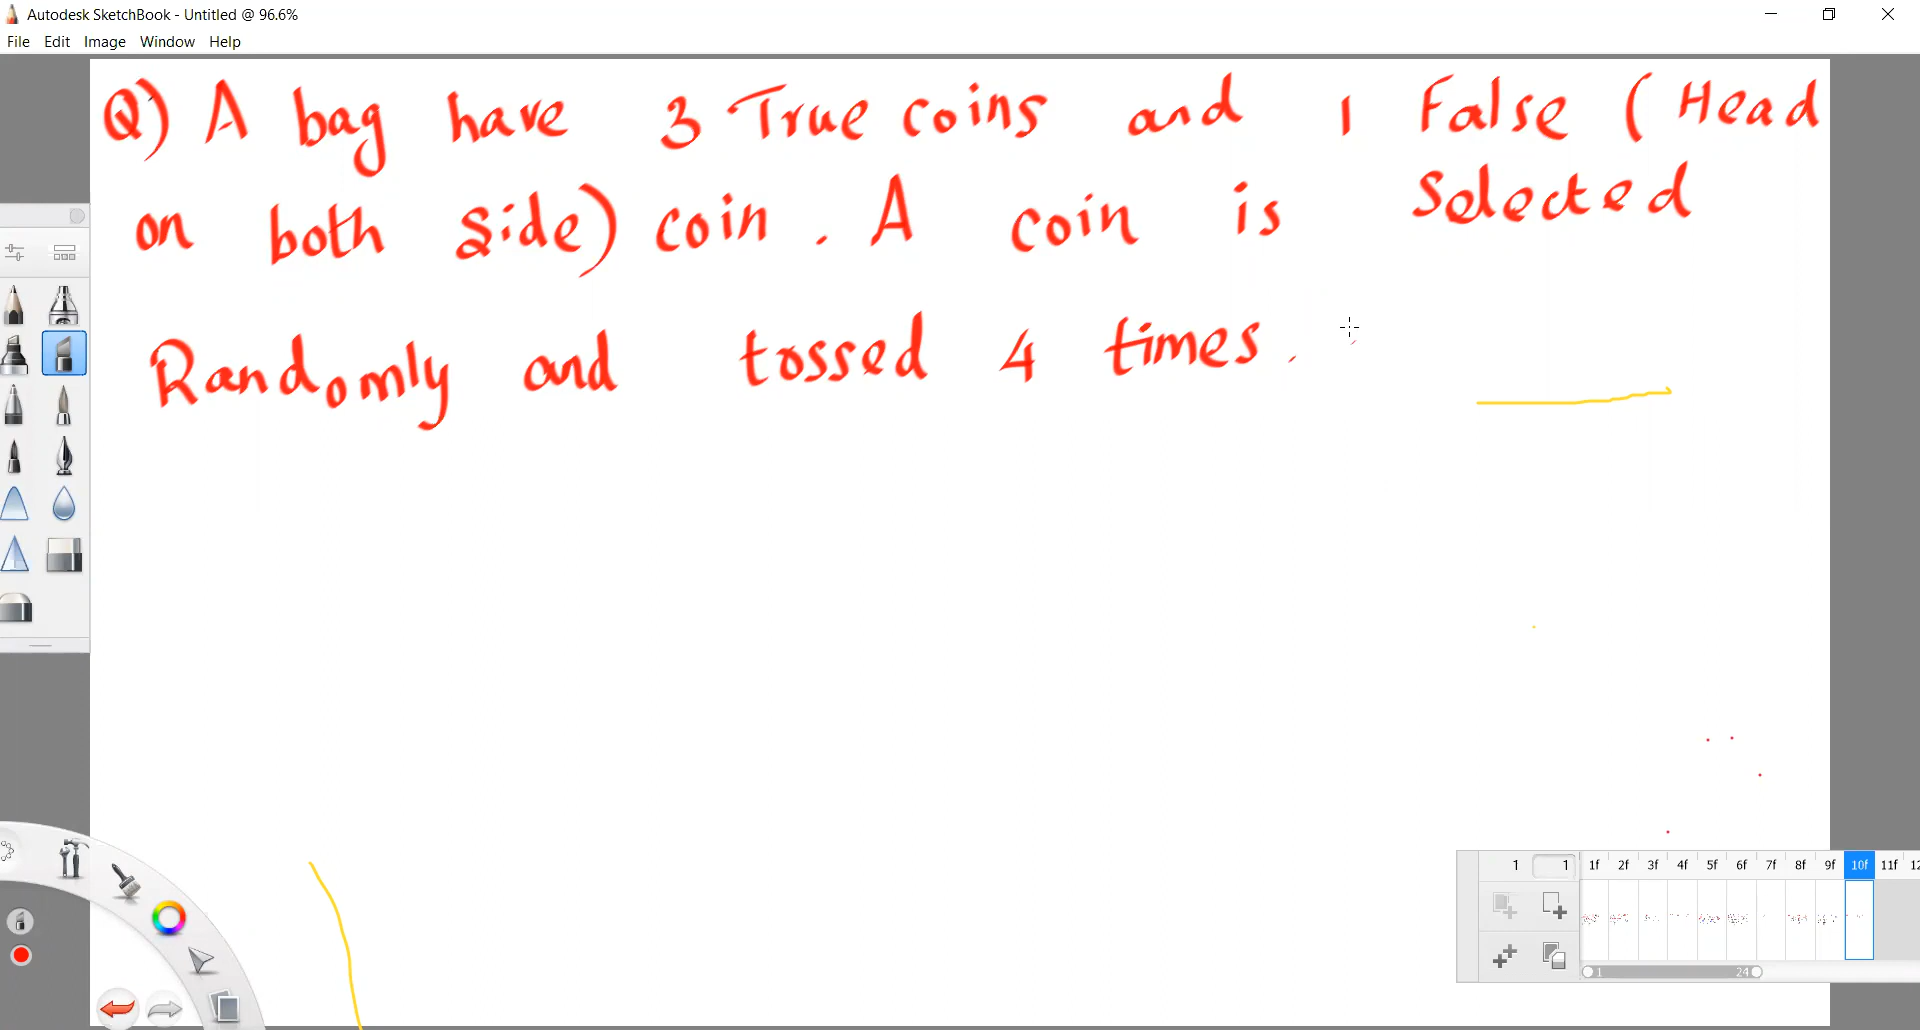 Autodesk SketchBook - Untitled @ 96.6%
File Edit Image Window Help
Q) A bag have 3 True coins and 1 False (Head
on both side) coin. A coin is Selected
Randomly and tossed 4 times.
1 1 1f 2f 3f 4f 5f 6f 7f 8f 9f 10f 11f 12
1 24